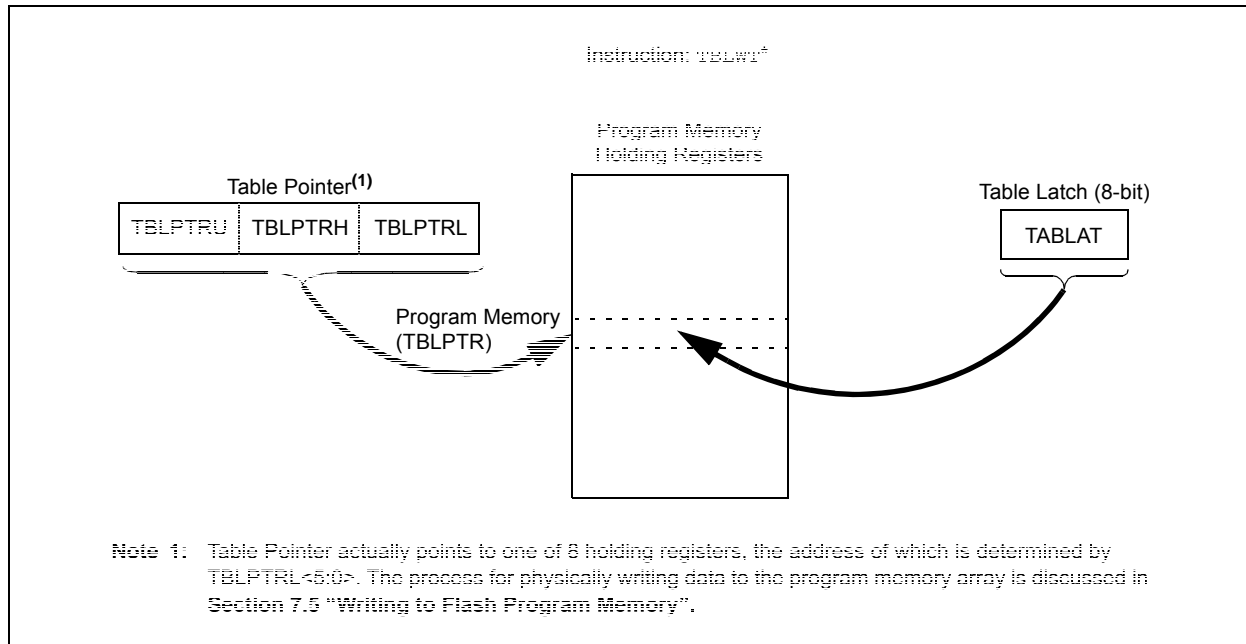 Instruction: TBLWT*
Program Memory
Holding Registers
Table Pointer(1)
Table Latch (8-bit)
TBLPTRU TBLPTRH TBLPTRL
TABLAT
Program Memory
(TBLPTR)
Note 1: Table Pointer actually points to one of 8 holding registers, the address of which is determined by
TBLPTRL<5:0>. The process for physically writing data to the program memory array is discussed in
Section 7.5 “Writing to Flash Program Memory”.